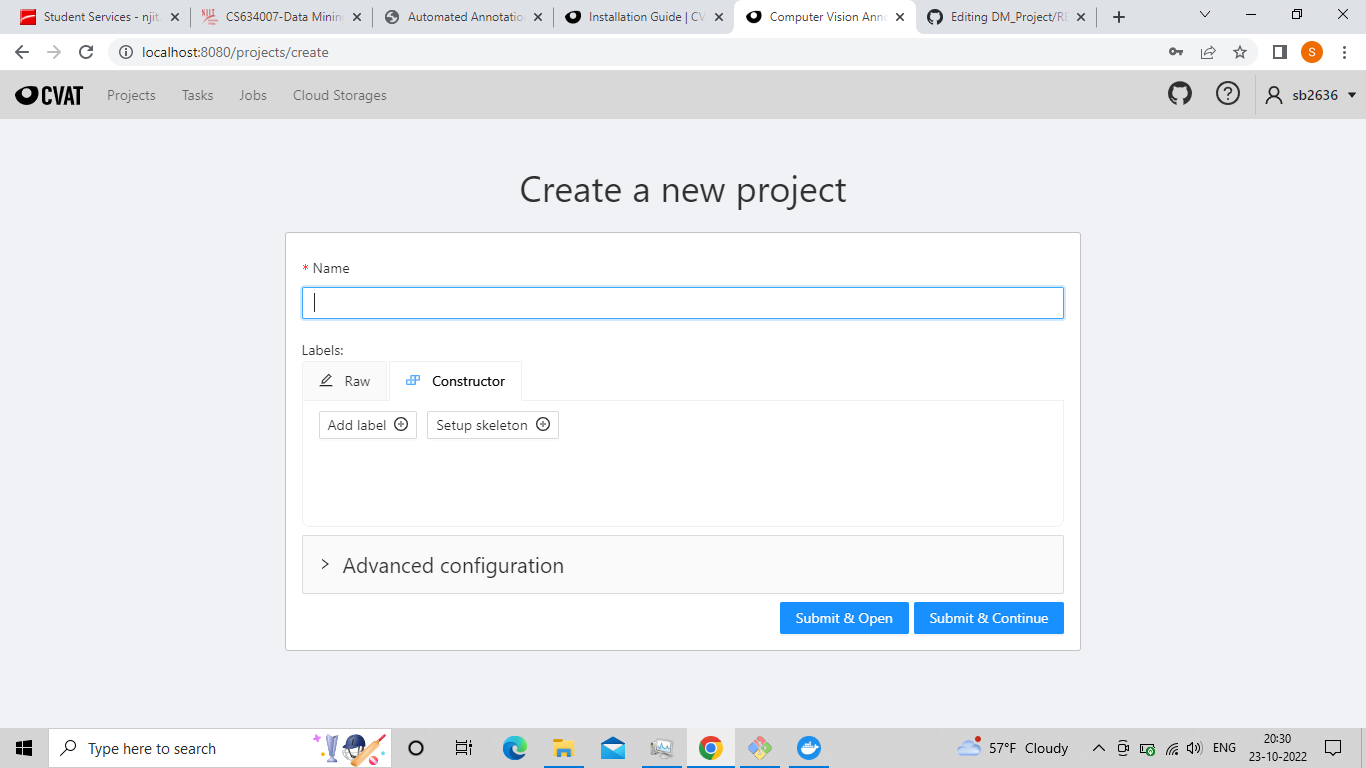 Student Services - njit. CS634007-Data Minin Automated Annotatio Installation Guide | CV Computer Vision Ann Editing DM_Project/RE
localhost:8080/projects/create S
CVAT Projects Tasks Jobs Cloud Storages sb2636
Create a new project
* Name
Labels:
Raw Constructor
Add label Setup skeleton
Advanced configuration
Submit & Open Submit & Continue
Type here to search 57°F Cloudy ENG 20:30
23-10-2022